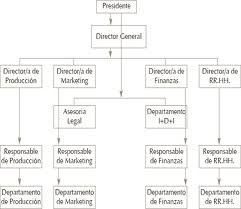 Presidente
Director General
Director/a de
Producción
Director/a de
Marketing
Director/a de
Finanzas
Director/a de
RR.HH.
Asesoria
Legal
Departamento
I+D+I
Responsable
de Producción
Responsable
de Marketing
Responsable
de Finanzas
Responsable
de RR.HH.
Departamento
de Producción
Departamento
de Marketing
Departamento
de Finanzas
Departamento
de RR.HH.